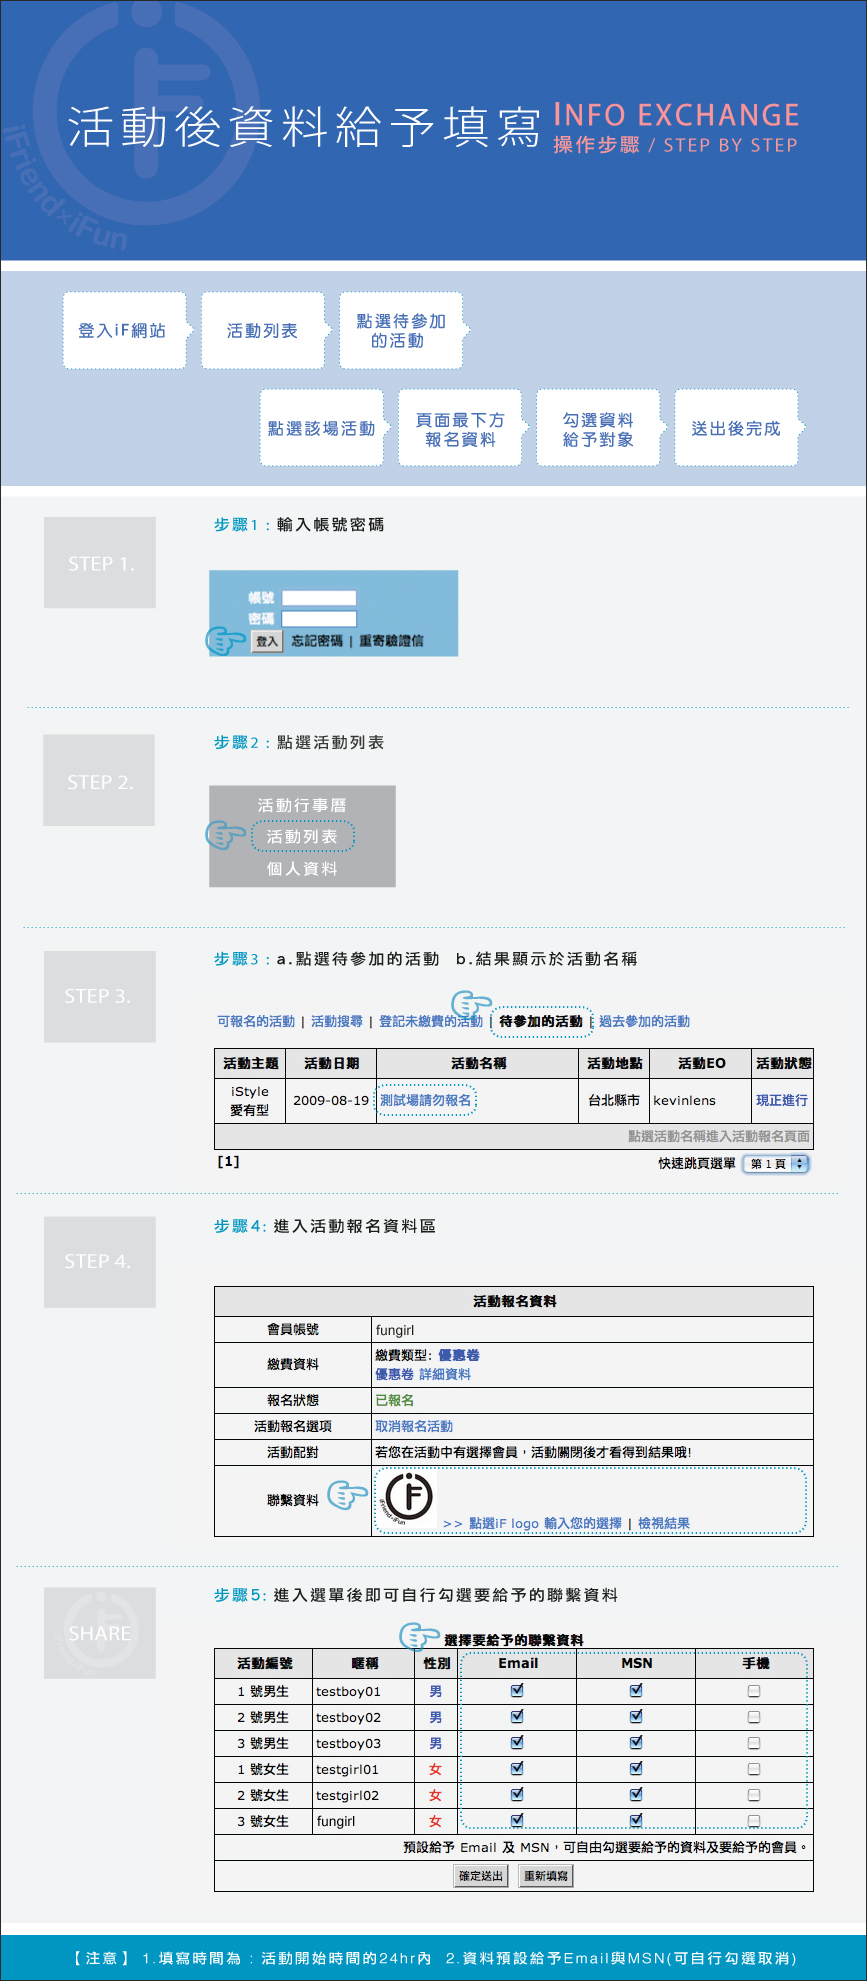 iFriend×iFun
活動後資料給予填寫 INFO EXCHANGE
操作步驟 / STEP BY STEP
登入iF網站
活動列表
點選待參加
的活動
點選該場活動
頁面最下方
報名資料
勾選資料
給予對象
送出後完成
STEP 1.
步驟1 : 輸入帳號密碼
帳號
密碼
登入 忘記密碼 | 重寄驗證信
STEP 2.
步驟2 : 點選活動列表
活動行事曆
活動列表
個人資料
STEP 3.
步驟3 : a.點選待參加的活動 b.結果顯示於活動名稱
可報名的活動 | 活動搜尋 | 登記未繳費的活動 | 待參加的活動 | 過去參加的活動
活動主題 活動日期 活動名稱 活動地點 活動EO 活動狀態
iStyle
愛有型 2009-08-19 測試場請勿報名 台北縣市 kevinlens 現正進行
點選活動名稱進入活動報名頁面
[1] 快速跳頁選單 第 1 頁
STEP 4.
步驟4: 進入活動報名資料區
活動報名資料
會員帳號 fungirl
繳費資料 繳費類型: 優惠卷
優惠卷 詳細資料
報名狀態 已報名
活動報名選項 取消報名活動
活動配對 若您在活動中有選擇會員，活動關閉後才看得到結果哦!
聯繫資料
iFriend×iFun
>> 點選iF logo 輸入您的選擇 | 檢視結果
SHARE
步驟5: 進入選單後即可自行勾選要給予的聯繫資料
選擇要給予的聯繫資料
活動編號 暱稱 性別 Email MSN 手機
1 號男生 testboy01 男
2 號男生 testboy02 男
3 號男生 testboy03 男
1 號女生 testgirl01 女
2 號女生 testgirl02 女
3 號女生 fungirl 女
預設給予 Email 及 MSN，可自由勾選要給予的資料及要給予的會員。
確定送出 重新填寫
【 注意 】 1.填寫時間為 : 活動開始時間的24hr內 2.資料預設給予Email與MSN(可自行勾選取消)